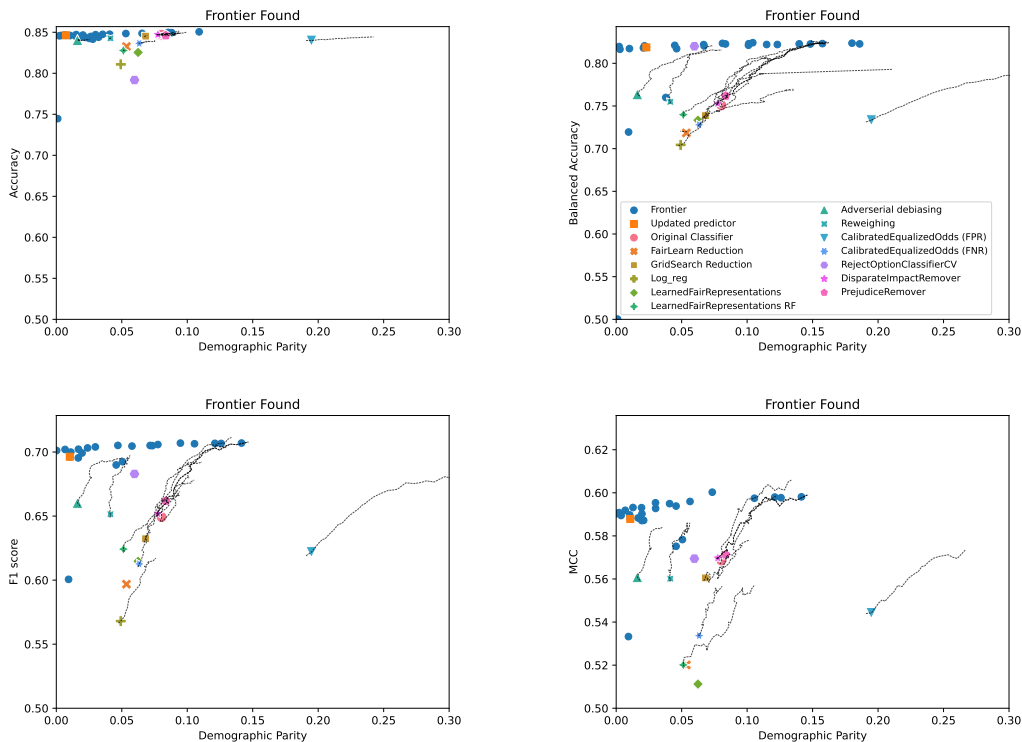 Frontier Found
0.85
0.80
0.75
0.70
0.65
0.60
0.55
0.50
Accuracy
0.00 0.05 0.10 0.15 0.20 0.25 0.30
Demographic Parity
Frontier Found
0.80
0.75
0.70
0.65
0.60
0.55
0.50
Balanced Accuracy
Frontier
Updated predictor
Original Classifier
FairLearn Reduction
GridSearch Reduction
Log_reg
LearnedFairRepresentations
LearnedFairRepresentations RF
Adverserial debiasing
Reweighing
CalibratedEqualizedOdds (FPR)
CalibratedEqualizedOdds (FNR)
RejectOptionClassifierCV
DisparateImpactRemover
PrejudiceRemover
0.00 0.05 0.10 0.15 0.20 0.25 0.30
Demographic Parity
Frontier Found
0.70
0.65
0.60
0.55
0.50
F1 score
0.00 0.05 0.10 0.15 0.20 0.25 0.30
Demographic Parity
Frontier Found
0.62
0.60
0.58
0.56
0.54
0.52
0.50
MCC
0.00 0.05 0.10 0.15 0.20 0.25 0.30
Demographic Parity